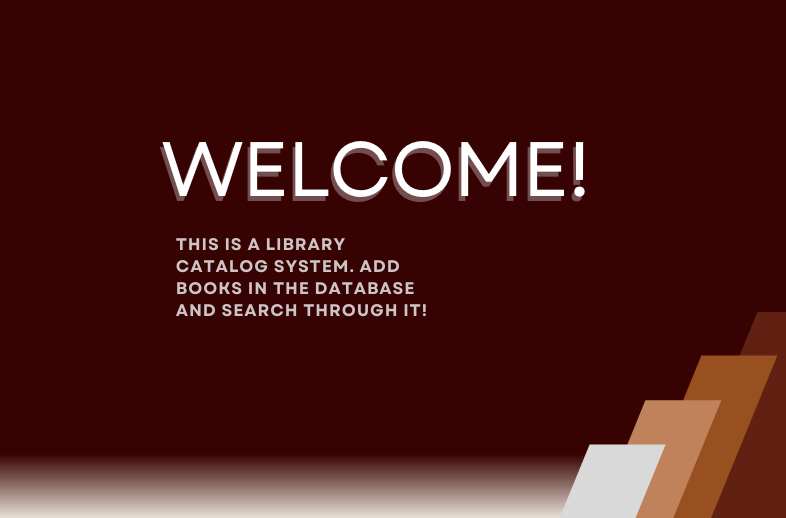 WELCOME!
THIS IS A LIBRARY
CATALOG SYSTEM. ADD
BOOKS IN THE DATABASE
AND SEARCH THROUGH IT!